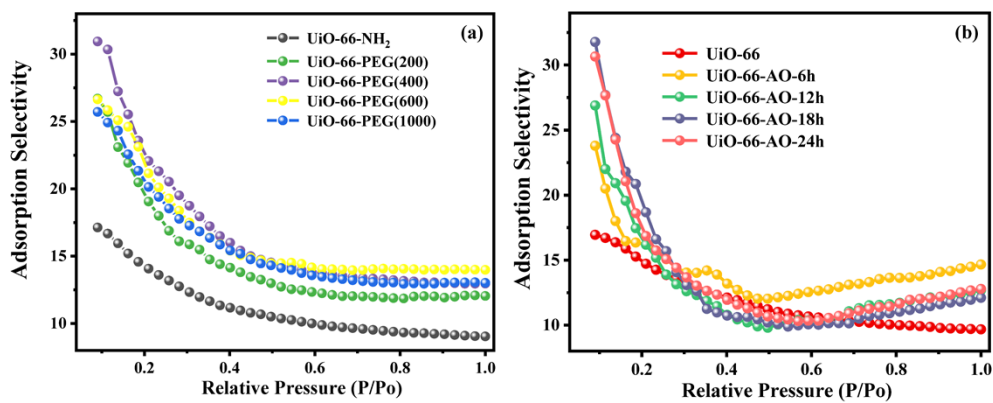 (a)
UiO-66-NH₂
UiO-66-PEG(200)
UiO-66-PEG(400)
UiO-66-PEG(600)
UiO-66-PEG(1000)
Adsorption Selectivity
30
25
20
15
10
0.2
0.4
0.6
0.8
1.0
Relative Pressure (P/Po)
(b)
UiO-66
UiO-66-AO-6h
UiO-66-AO-12h
UiO-66-AO-18h
UiO-66-AO-24h
Adsorption Selectivity
30
25
20
15
10
0.2
0.4
0.6
0.8
1.0
Relative Pressure (P/Po)